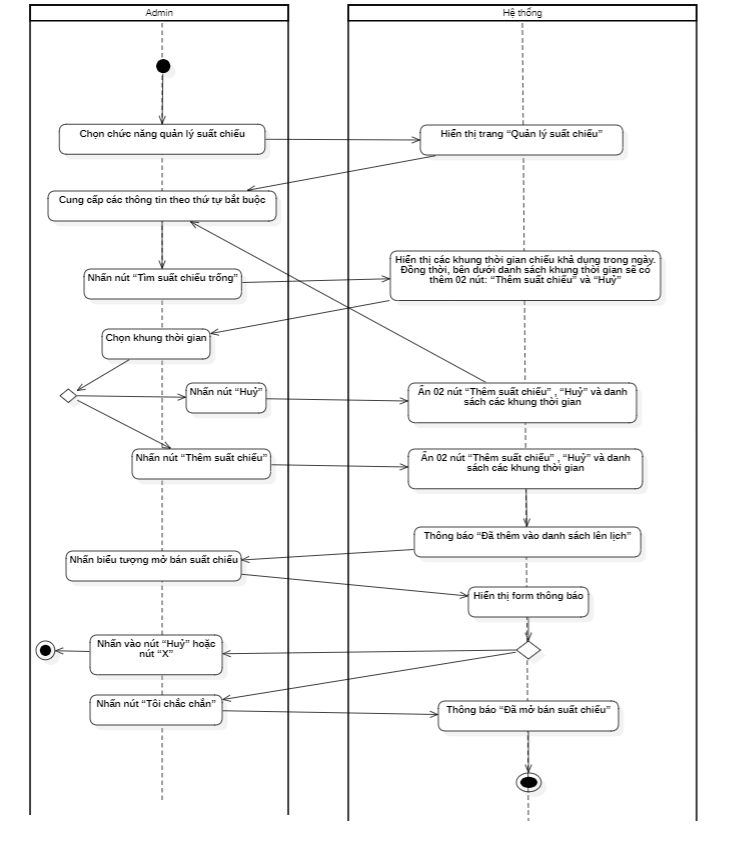 Admin
Hệ thống
Chọn chức năng quản lý suất chiếu
Hiển thị trang “Quản lý suất chiếu”
Cung cấp các thông tin theo thứ tự bắt buộc
Nhấn nút “Tìm suất chiếu trống”
Hiển thị các khung thời gian chiếu khả dụng trong ngày.
Đồng thời, bên dưới danh sách khung thời gian sẽ có
thêm 02 nút: “Thêm suất chiếu” và “Huỷ”
Chọn khung thời gian
Nhấn nút “Huỷ”
Ẩn 02 nút “Thêm suất chiếu” , “Huỷ” và danh
sách các khung thời gian
Nhấn nút “Thêm suất chiếu”
Ẩn 02 nút “Thêm suất chiếu” , “Huỷ” và danh
sách các khung thời gian
Thông báo “Đã thêm vào danh sách lên lịch”
Nhấn biểu tượng mở bán suất chiếu
Hiển thị form thông báo
Nhấn vào nút “Huỷ” hoặc
nút “X”
Nhấn nút “Tôi chắc chắn”
Thông báo “Đã mở bán suất chiếu”